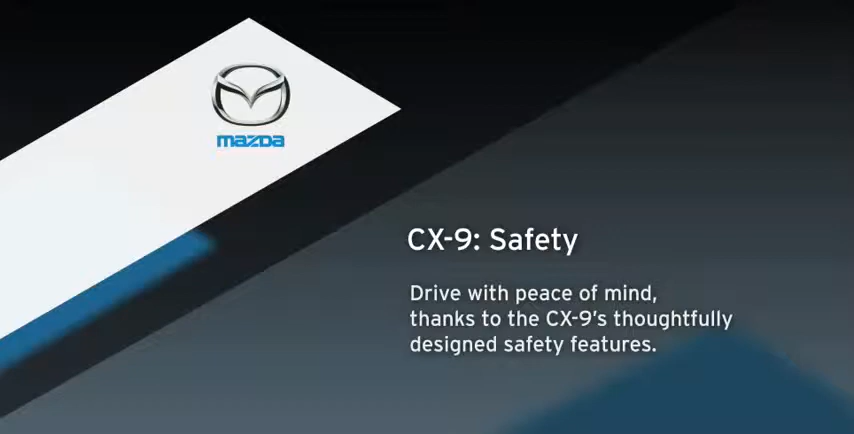 mazda
CX-9: Safety
Drive with peace of mind,
thanks to the CX-9's thoughtfully
designed safety features.